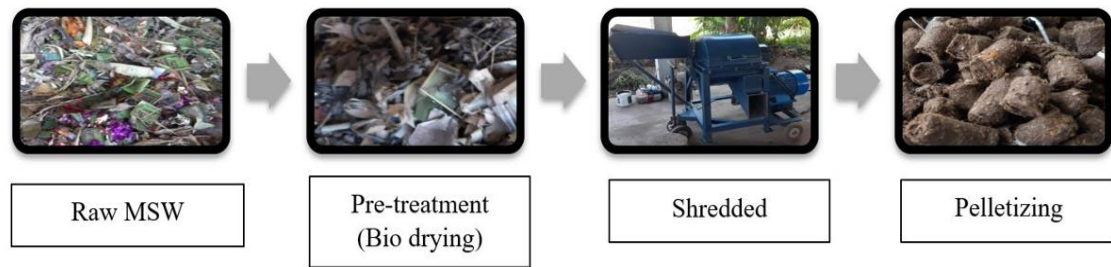 Raw MSW
Pre-treatment
(Bio drying)
Shredded
Pelletizing